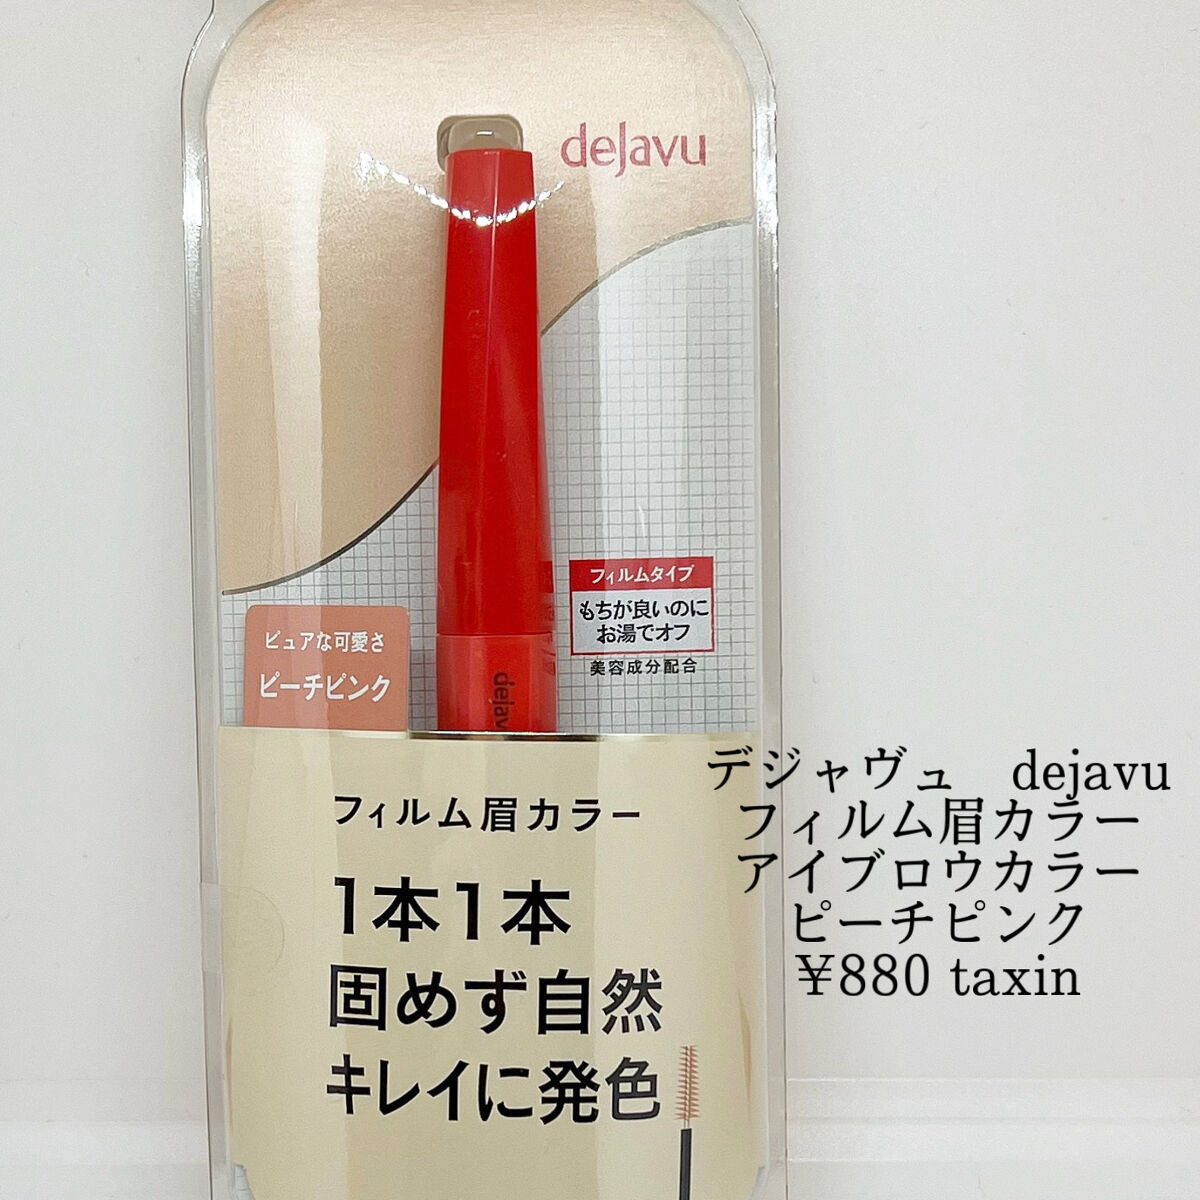 dejavu
フィルムタイプ
もちが良いのに
お湯でオフ
美容成分配合
ピュアな可愛さ
ピーチピンク
dejav
フィルム眉カラー
1本1本
固めず自然
キレイに発色
デジャヴュ　dejavu
フィルム眉カラー
アイブロウカラー
ピーチピンク
¥880 taxin